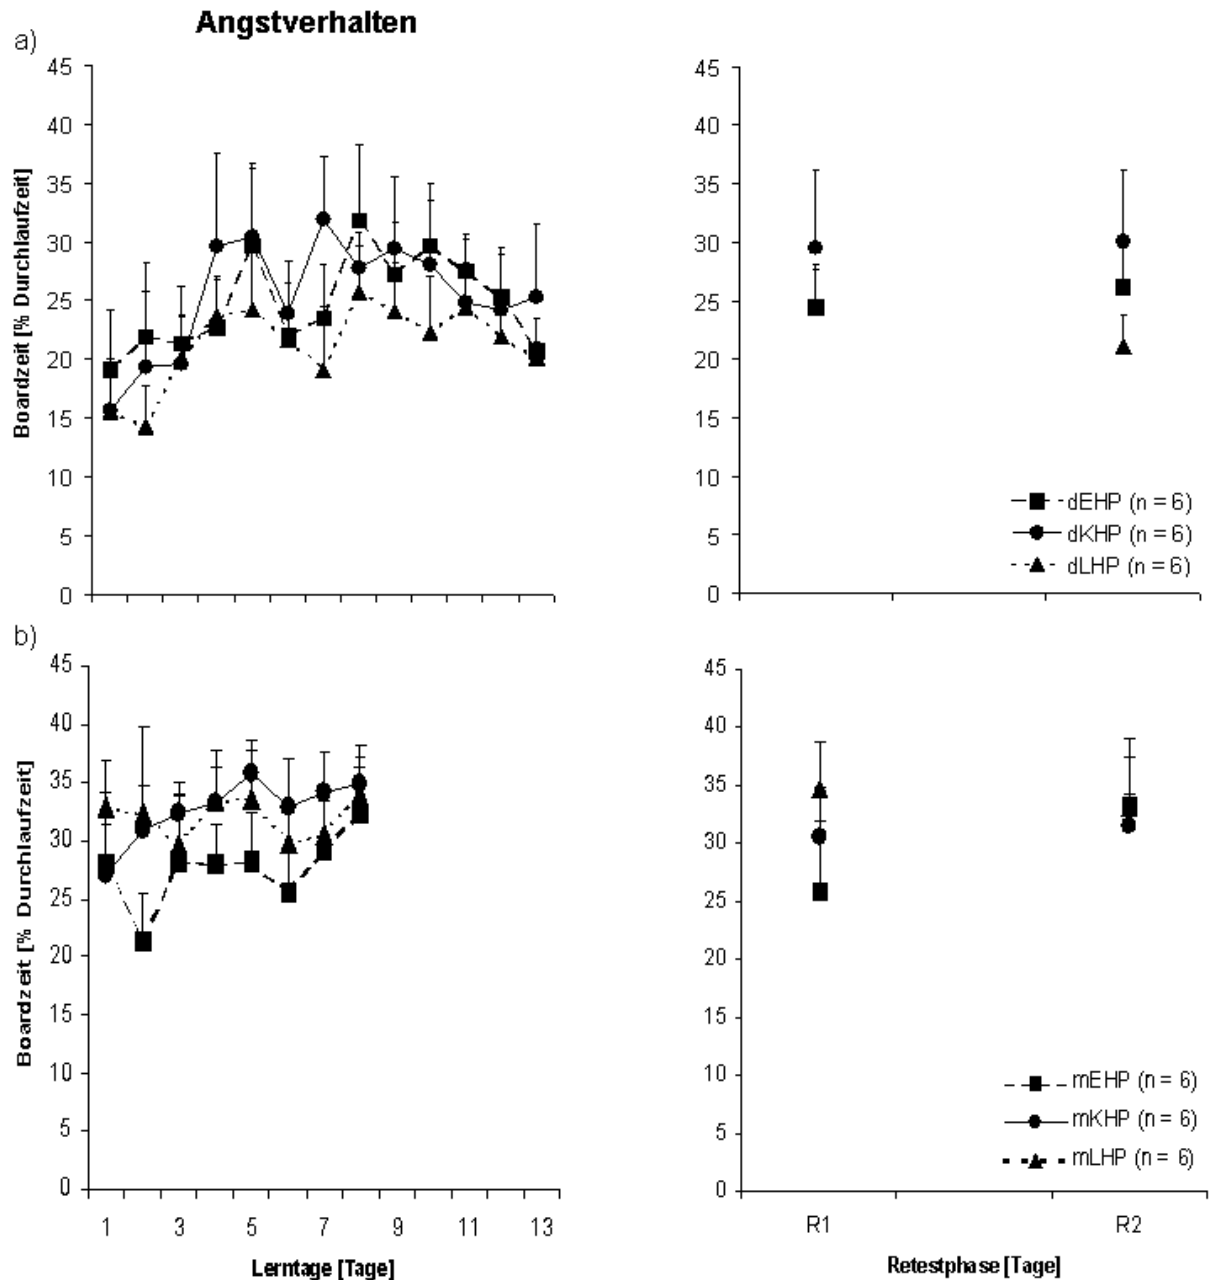 Angstverhalten
a)
Boardzeit [% Durchlaufzeit]
45
40
35
30
25
20
15
10
5
0
45
40
35
30
25
20
15
10
5
0
dEHP (n = 6)
dKHP (n = 6)
dLHP (n = 6)
b)
Boardzeit [% Durchlaufzeit]
45
40
35
30
25
20
15
10
5
0
1 3 5 7 9 11 13
Lerntage [Tage]
45
40
35
30
25
20
15
10
5
0
mEHP (n = 6)
mKHP (n = 6)
mLHP (n = 6)
R1 R2
Retestphase [Tage]